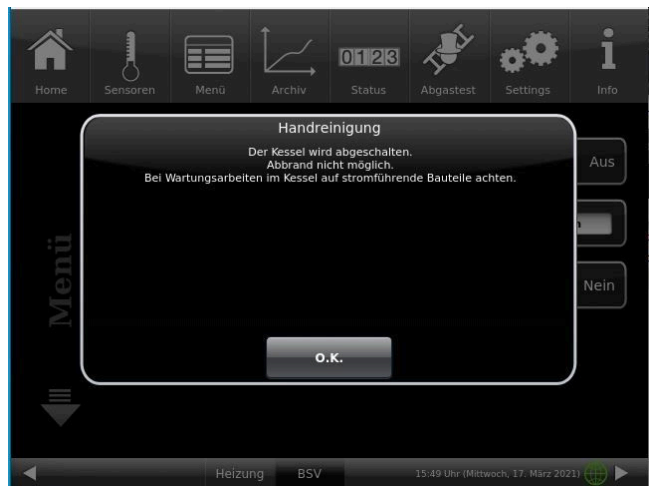 Home Sensoren Menü Archiv 0123 Status Abgastest Settings Info
Handreinigung
Der Kessel wird abgeschalten.
Abbrand nicht möglich.
Bei Wartungsarbeiten im Kessel auf stromführende Bauteile achten.
Aus
n
Nein
Menü
O.K.
Heizung BSV 15:49 Uhr (Mittwoch, 17. März 2021)